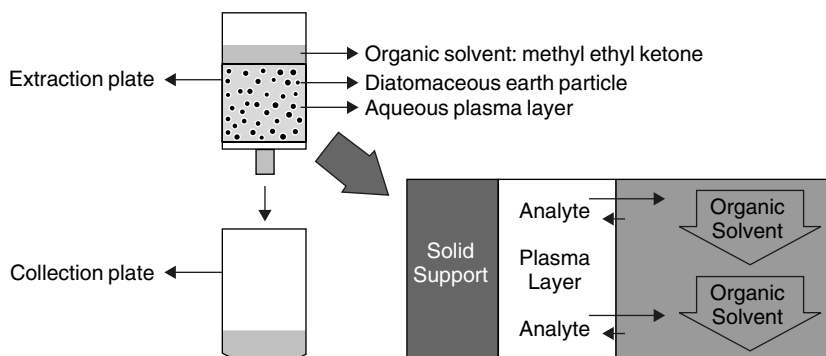 Organic solvent: methyl ethyl ketone
Extraction plate
Diatomaceous earth particle
Aqueous plasma layer
Collection plate
Solid
Support
Analyte
Plasma
Layer
Analyte
Organic
Solvent
Organic
Solvent